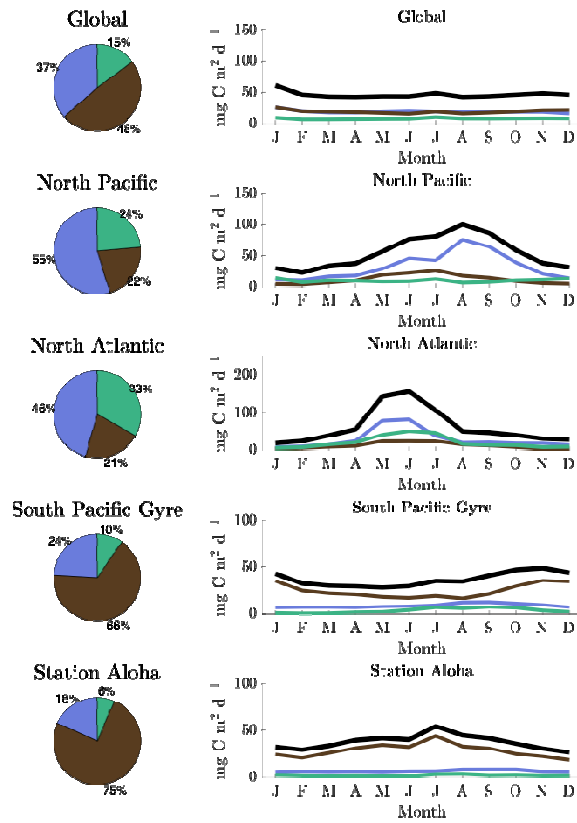 Global
15%
37%
48%
Global
mg C m² d⁻¹
150
100
50
0
J F M A M J J A S O N D
Month
North Pacific
24%
55%
22%
North Pacific
mg C m² d⁻¹
150
100
50
0
J F M A M J J A S O N D
Month
North Atlantic
33%
46%
21%
North Atlantic
mg C m² d⁻¹
200
100
0
J F M A M J J A S O N D
Month
South Pacific Gyre
10%
24%
66%
South Pacific Gyre
mg C m² d⁻¹
100
50
0
J F M A M J J A S O N D
Month
Station Aloha
6%
18%
75%
Station Aloha
mg C m² d⁻¹
100
50
0
J F M A M J J A S O N D
Month